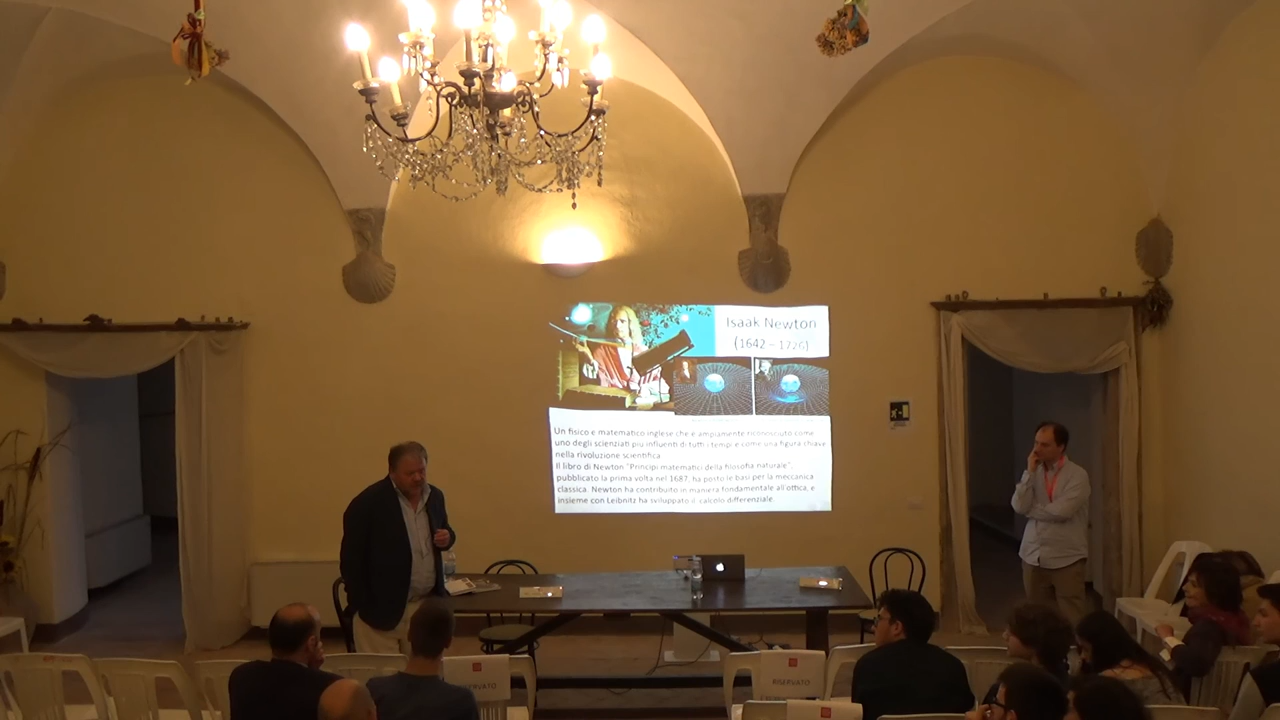 Isaak Newton
(1642 – 1726)
Un fisico e matematico inglese che è ampiamente riconosciuto come
uno degli scienziati più influenti di tutti i tempi e come una figura chiave
nella rivoluzione scientifica.
Il libro di Newton "Principi matematici della filosofia naturale",
pubblicato la prima volta nel 1687, ha posto le basi per la meccanica
classica. Newton ha contribuito in maniera fondamentale all'ottica, e
insieme con Leibnitz ha sviluppato il calcolo differenziale.
RISERVATO
RISERVATO